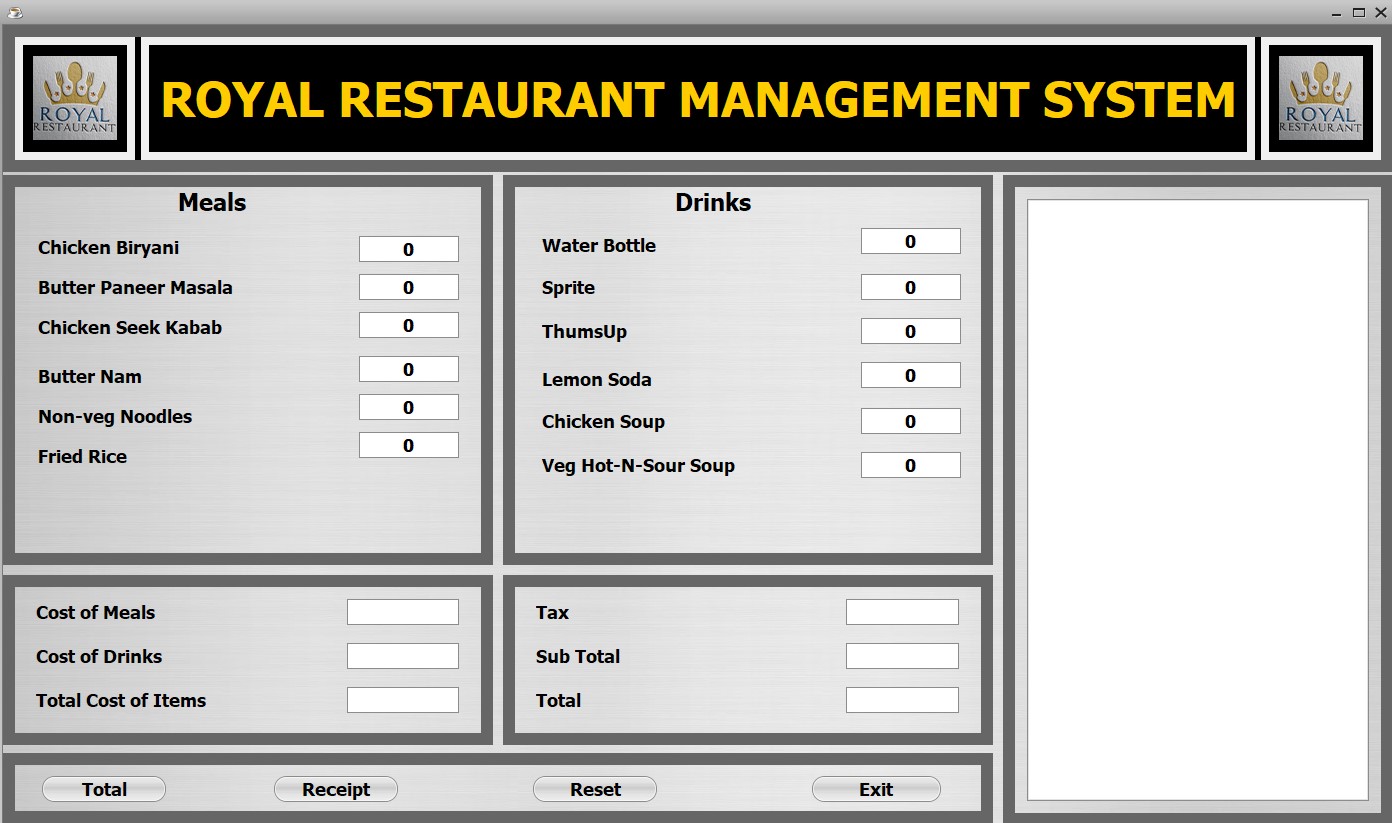 ROYAL
RESTAURANT
ROYAL RESTAURANT MANAGEMENT SYSTEM
ROYAL
RESTAURANT
Meals
Chicken Biryani 0
Butter Paneer Masala 0
Chicken Seek Kabab 0
Butter Nam 0
Non-veg Noodles 0
Fried Rice 0
Drinks
Water Bottle 0
Sprite 0
ThumsUp 0
Lemon Soda 0
Chicken Soup 0
Veg Hot-N-Sour Soup 0
Cost of Meals
Cost of Drinks
Total Cost of Items
Tax
Sub Total
Total
Total Receipt Reset Exit